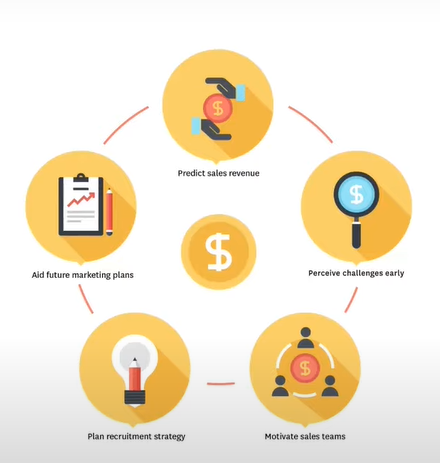 Predict sales revenue
Aid future marketing plans
Perceive challenges early
Plan recruitment strategy
Motivate sales teams
$
$
$
$